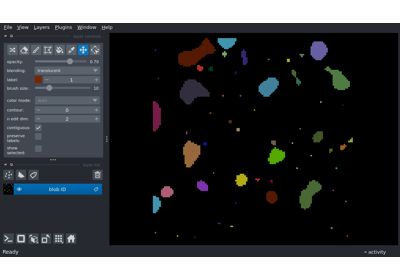 File View Layers Plugins Window Help
opacity: 0.70
blending: translucent
label: 1
brush size: 10
color mode:
contour: 0
n edit dim: 2
contiguous:
preserve labels:
show selected:
blob ID
Ready
activity